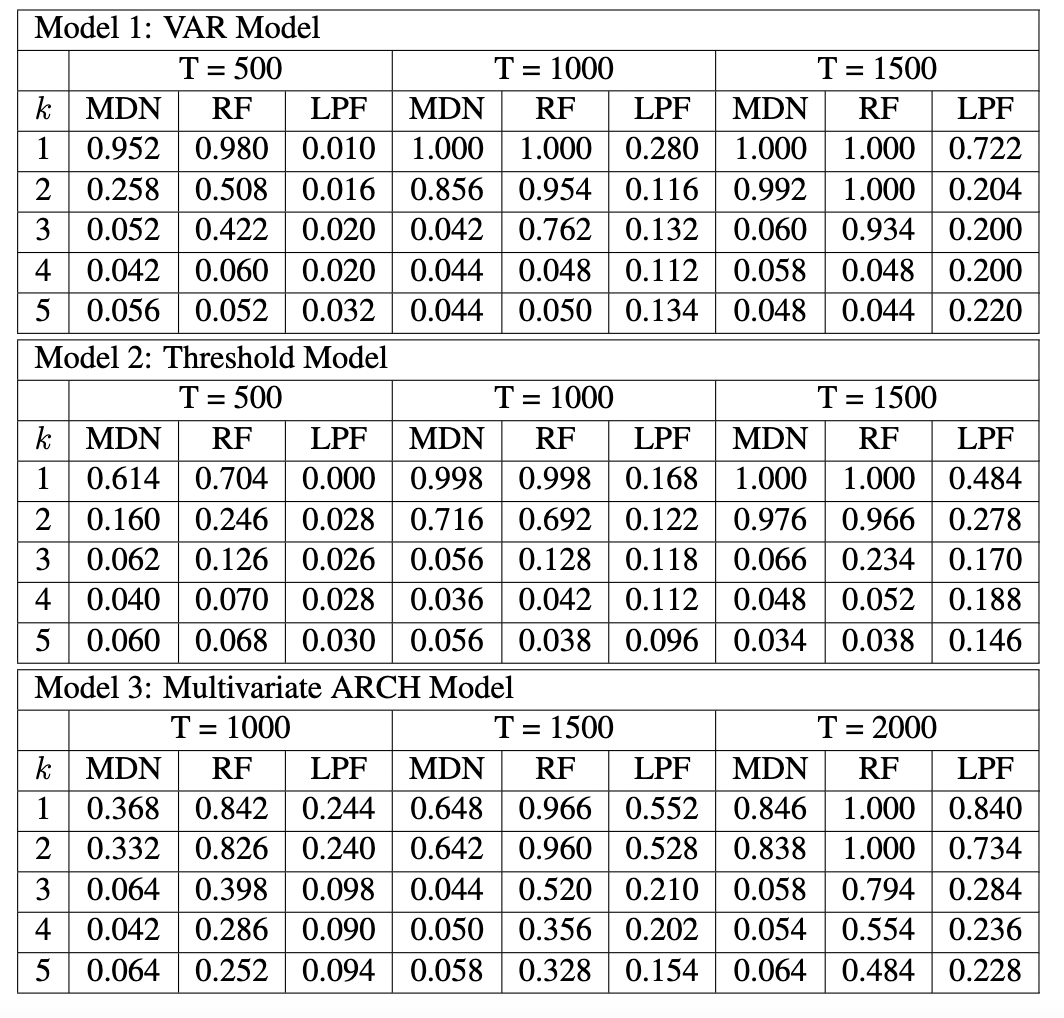 Model 1: VAR Model
T = 500 T = 1000 T = 1500
k MDN RF LPF MDN RF LPF MDN RF LPF
1 0.952 0.980 0.010 1.000 1.000 0.280 1.000 1.000 0.722
2 0.258 0.508 0.016 0.856 0.954 0.116 0.992 1.000 0.204
3 0.052 0.422 0.020 0.042 0.762 0.132 0.060 0.934 0.200
4 0.042 0.060 0.020 0.044 0.048 0.112 0.058 0.048 0.200
5 0.056 0.052 0.032 0.044 0.050 0.134 0.048 0.044 0.220
Model 2: Threshold Model
T = 500 T = 1000 T = 1500
k MDN RF LPF MDN RF LPF MDN RF LPF
1 0.614 0.704 0.000 0.998 0.998 0.168 1.000 1.000 0.484
2 0.160 0.246 0.028 0.716 0.692 0.122 0.976 0.966 0.278
3 0.062 0.126 0.026 0.056 0.128 0.118 0.066 0.234 0.170
4 0.040 0.070 0.028 0.036 0.042 0.112 0.048 0.052 0.188
5 0.060 0.068 0.030 0.056 0.038 0.096 0.034 0.038 0.146
Model 3: Multivariate ARCH Model
T = 1000 T = 1500 T = 2000
k MDN RF LPF MDN RF LPF MDN RF LPF
1 0.368 0.842 0.244 0.648 0.966 0.552 0.846 1.000 0.840
2 0.332 0.826 0.240 0.642 0.960 0.528 0.838 1.000 0.734
3 0.064 0.398 0.098 0.044 0.520 0.210 0.058 0.794 0.284
4 0.042 0.286 0.090 0.050 0.356 0.202 0.054 0.554 0.236
5 0.064 0.252 0.094 0.058 0.328 0.154 0.064 0.484 0.228